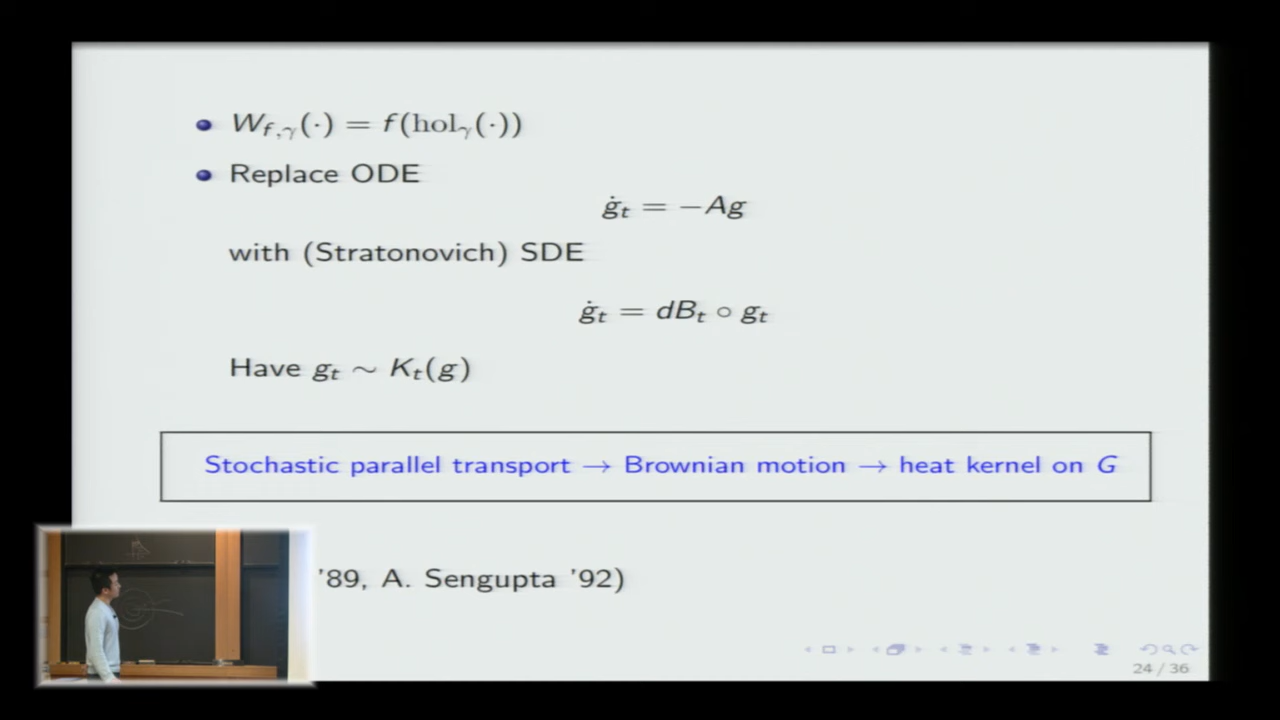 W_{f,γ}(·) = f(hol_γ(·))
Replace ODE
ġ_t = −Ag
with (Stratonovich) SDE
ġ_t = dB_t ∘ g_t
Have g_t ∼ K_t(g)
Stochastic parallel transport → Brownian motion → heat kernel on G
'89, A. Sengupta '92)
24 / 36